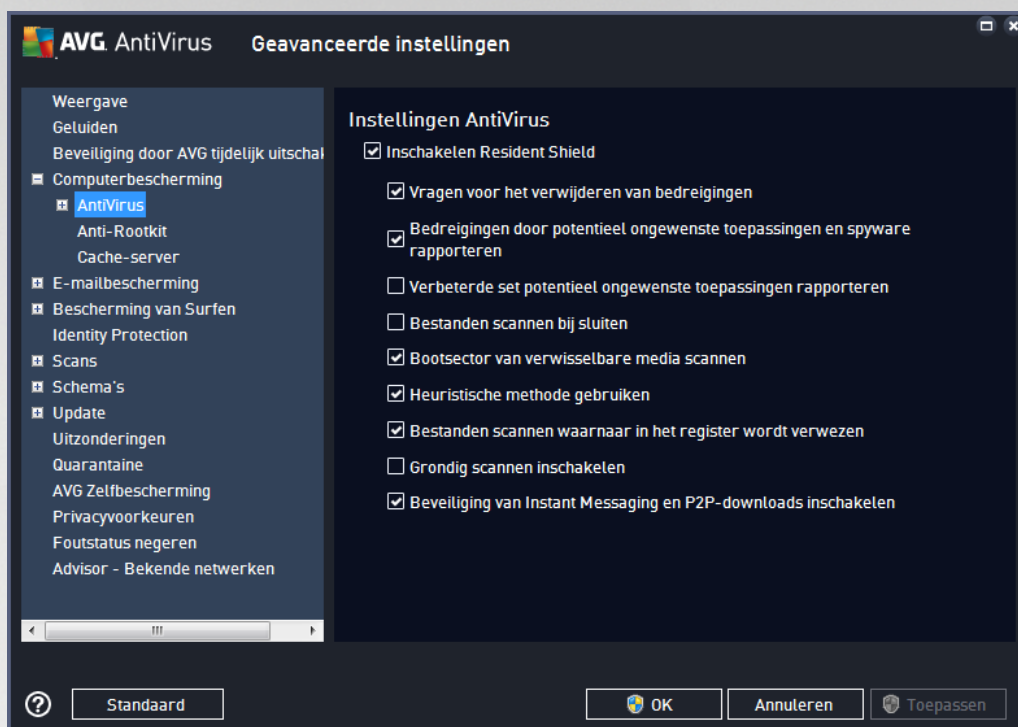 AVG. AntiVirus Geavanceerde instellingen
Weergave
Geluiden
Beveiliging door AVG tijdelijk uitschak
Computerbescherming
AntiVirus
Anti-Rootkit
Cache-server
E-mailbescherming
Bescherming van Surfen
Identity Protection
Scans
Schema's
Update
Uitzonderingen
Quarantaine
AVG Zelfbescherming
Privacyvoorkeuren
Foutstatus negeren
Advisor - Bekende netwerken
Instellingen AntiVirus
Inschakelen Resident Shield
Vragen voor het verwijderen van bedreigingen
Bedreigingen door potentieel ongewenste toepassingen en spyware
rapporteren
Verbeterde set potentieel ongewenste toepassingen rapporteren
Bestanden scannen bij sluiten
Bootsector van verwisselbare media scannen
Heuristische methode gebruiken
Bestanden scannen waarnaar in het register wordt verwezen
Grondig scannen inschakelen
Beveiliging van Instant Messaging en P2P-downloads inschakelen
? Standaard OK Annuleren Toepassen